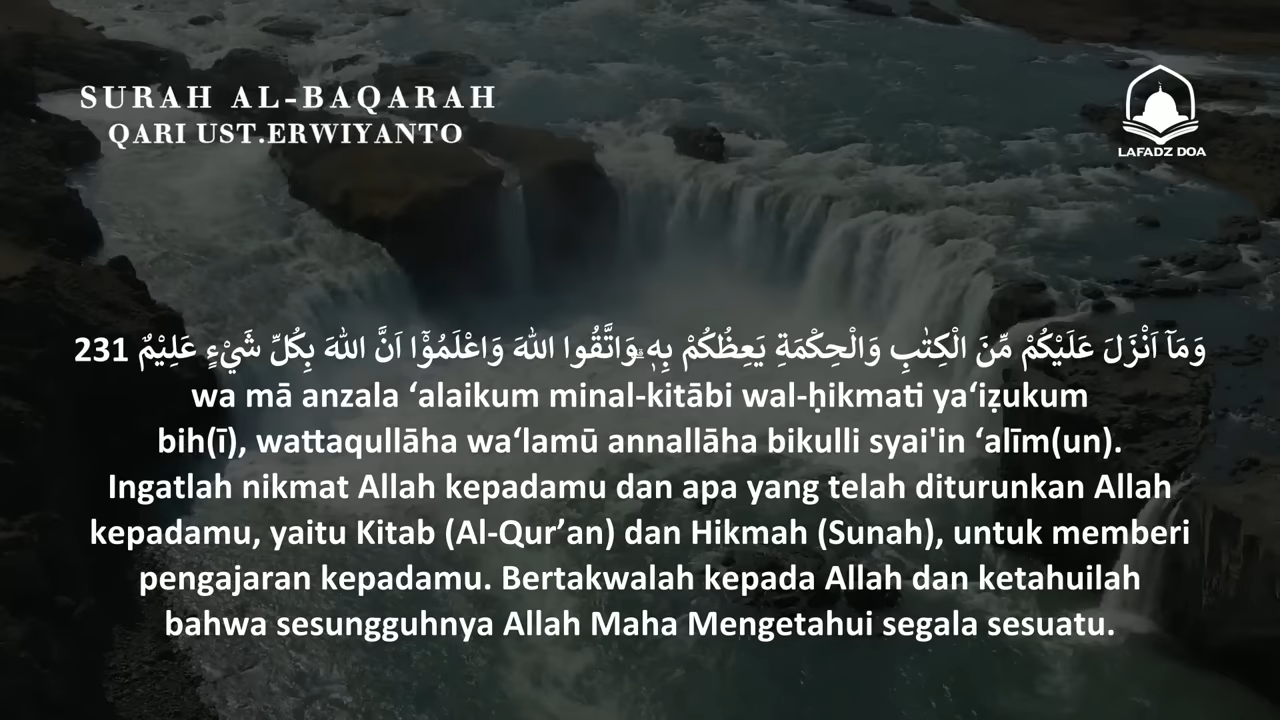 SURAH AL-BAQARAH
QARI UST.ERWIYANTO
LAFADZ DOA
وَمَآ اَنْزَلَ عَلَيْكُمْ مِّنَ الْكِتٰبِ وَالْحِكْمَةِ يَعِظُكُمْ بِهٖ ۗوَاتَّقُوا اللّٰهَ وَاعْلَمُوْٓا اَنَّ اللّٰهَ بِكُلِّ شَيْءٍ عَلِيْمٌ 231
wa mā anzala ‘alaikum minal-kitābi wal-ḥikmati ya‘iẓukum
bih(ī), wattaqullāha wa‘lamū annallāha bikulli syai'in ‘alīm(un).
Ingatlah nikmat Allah kepadamu dan apa yang telah diturunkan Allah
kepadamu, yaitu Kitab (Al-Qur’an) dan Hikmah (Sunah), untuk memberi
pengajaran kepadamu. Bertakwalah kepada Allah dan ketahuilah
bahwa sesungguhnya Allah Maha Mengetahui segala sesuatu.